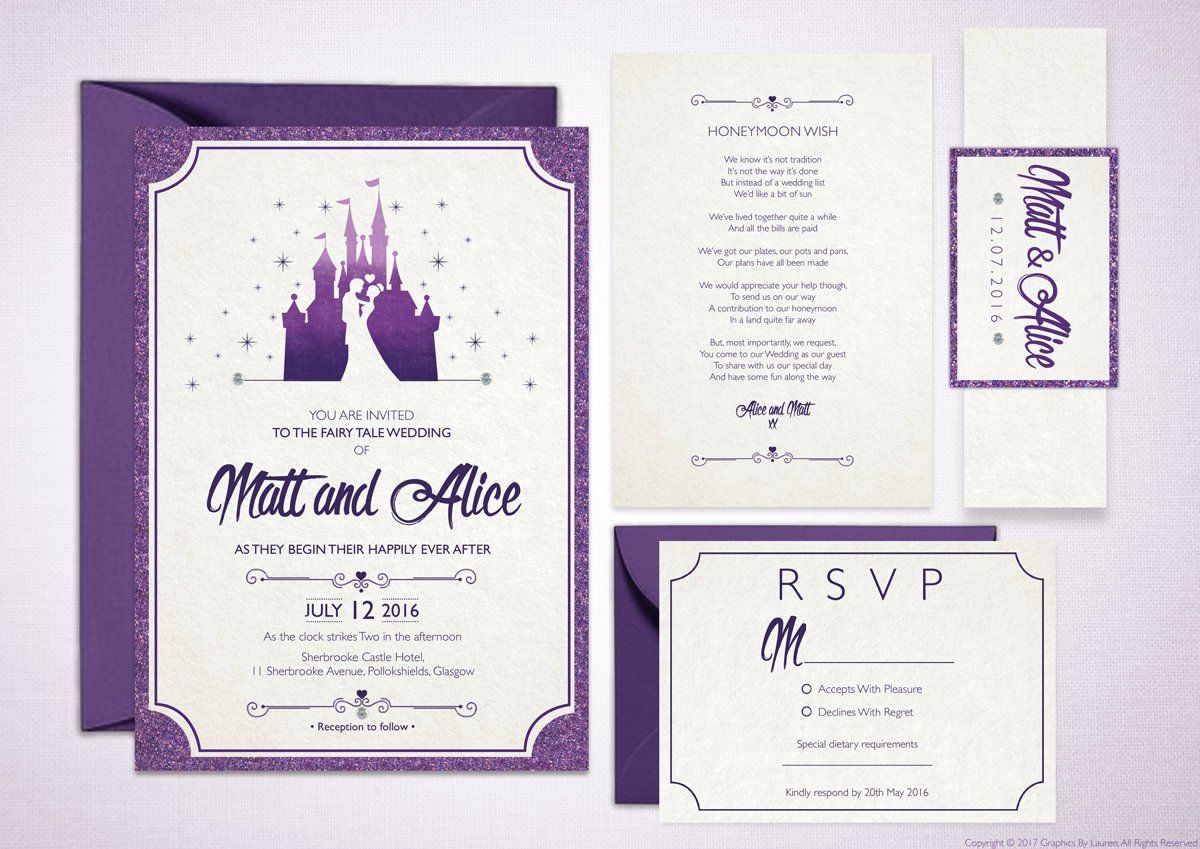 YOU ARE INVITED
TO THE FAIRY TALE WEDDING
OF
Matt and Alice
AS THEY BEGIN THEIR HAPPILY EVER AFTER
JULY 12 2016
As the clock strikes Two in the afternoon
Sherbrooke Castle Hotel,
11 Sherbrooke Avenue, Pollokshields, Glasgow
• Reception to follow •
HONEYMOON WISH
We know it's not tradition
It's not the way it's done
But instead of a wedding list
We'd like a bit of sun
We've lived together quite a while
And all the bills are paid
We've got our plates, our pots and pans,
Our plans have all been made
We would appreciate your help though,
To send us on our way
A contribution to our honeymoon
In a land quite far away
But, most importantly, we request,
You come to our Wedding as our guest
To share with us our special day
And have some fun along the way
Alice and Matt
XX
Matt & Alice
12.07.2016
RSVP
M
Accepts With Pleasure
Declines With Regret
Special dietary requirements
Kindly respond by 20th May 2016
Copyright © 2017 Graphics By Lauren, All Rights Reserved